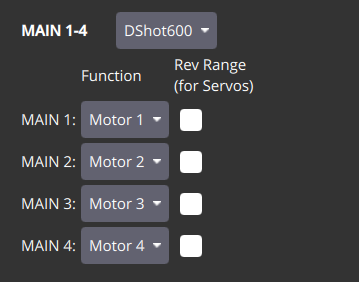 MAIN 1-4 DShot600
Function Rev Range
(for Servos)
MAIN 1: Motor 1
MAIN 2: Motor 2
MAIN 3: Motor 3
MAIN 4: Motor 4